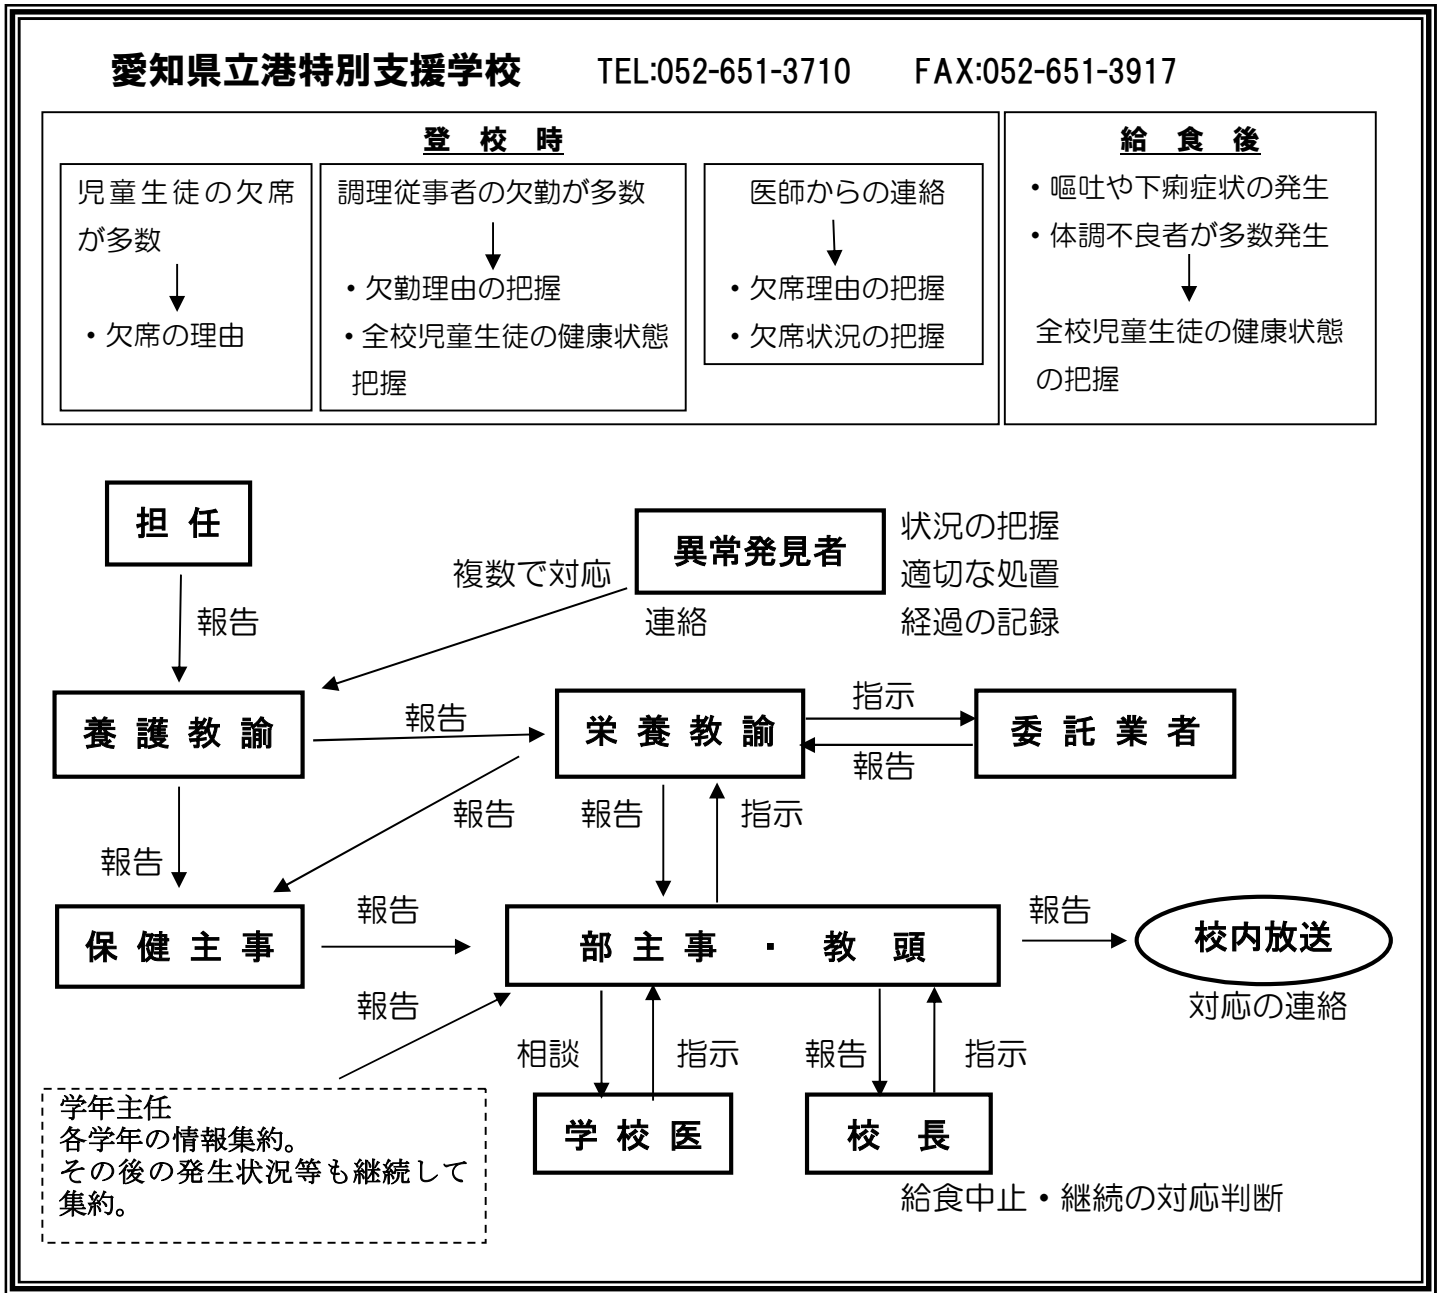 愛知県立港特別支援学校 TEL:052-651-3710 FAX:052-651-3917
登 校 時
児童生徒の欠席
が多数
・欠席の理由
調理従事者の欠勤が多数
・欠勤理由の把握
・全校児童生徒の健康状態
把握
医師からの連絡
・欠席理由の把握
・欠席状況の把握
給 食 後
・嘔吐や下痢症状の発生
・体調不良者が多数発生
全校児童生徒の健康状態
の把握
担 任
異常発見者
状況の把握
適切な処置
経過の記録
複数で対応
連絡
報告
養 護 教 諭
報告
栄 養 教 諭
指示
報告
委 託 業 者
報告
報告
報告
指示
保 健 主 事
報告
部 主 事 ・ 教 頭
報告
校内放送
対応の連絡
報告
相談
指示
報告
指示
学年主任
各学年の情報集約。
その後の発生状況等も継続して
集約。
学 校 医
校 長
給食中止・継続の対応判断